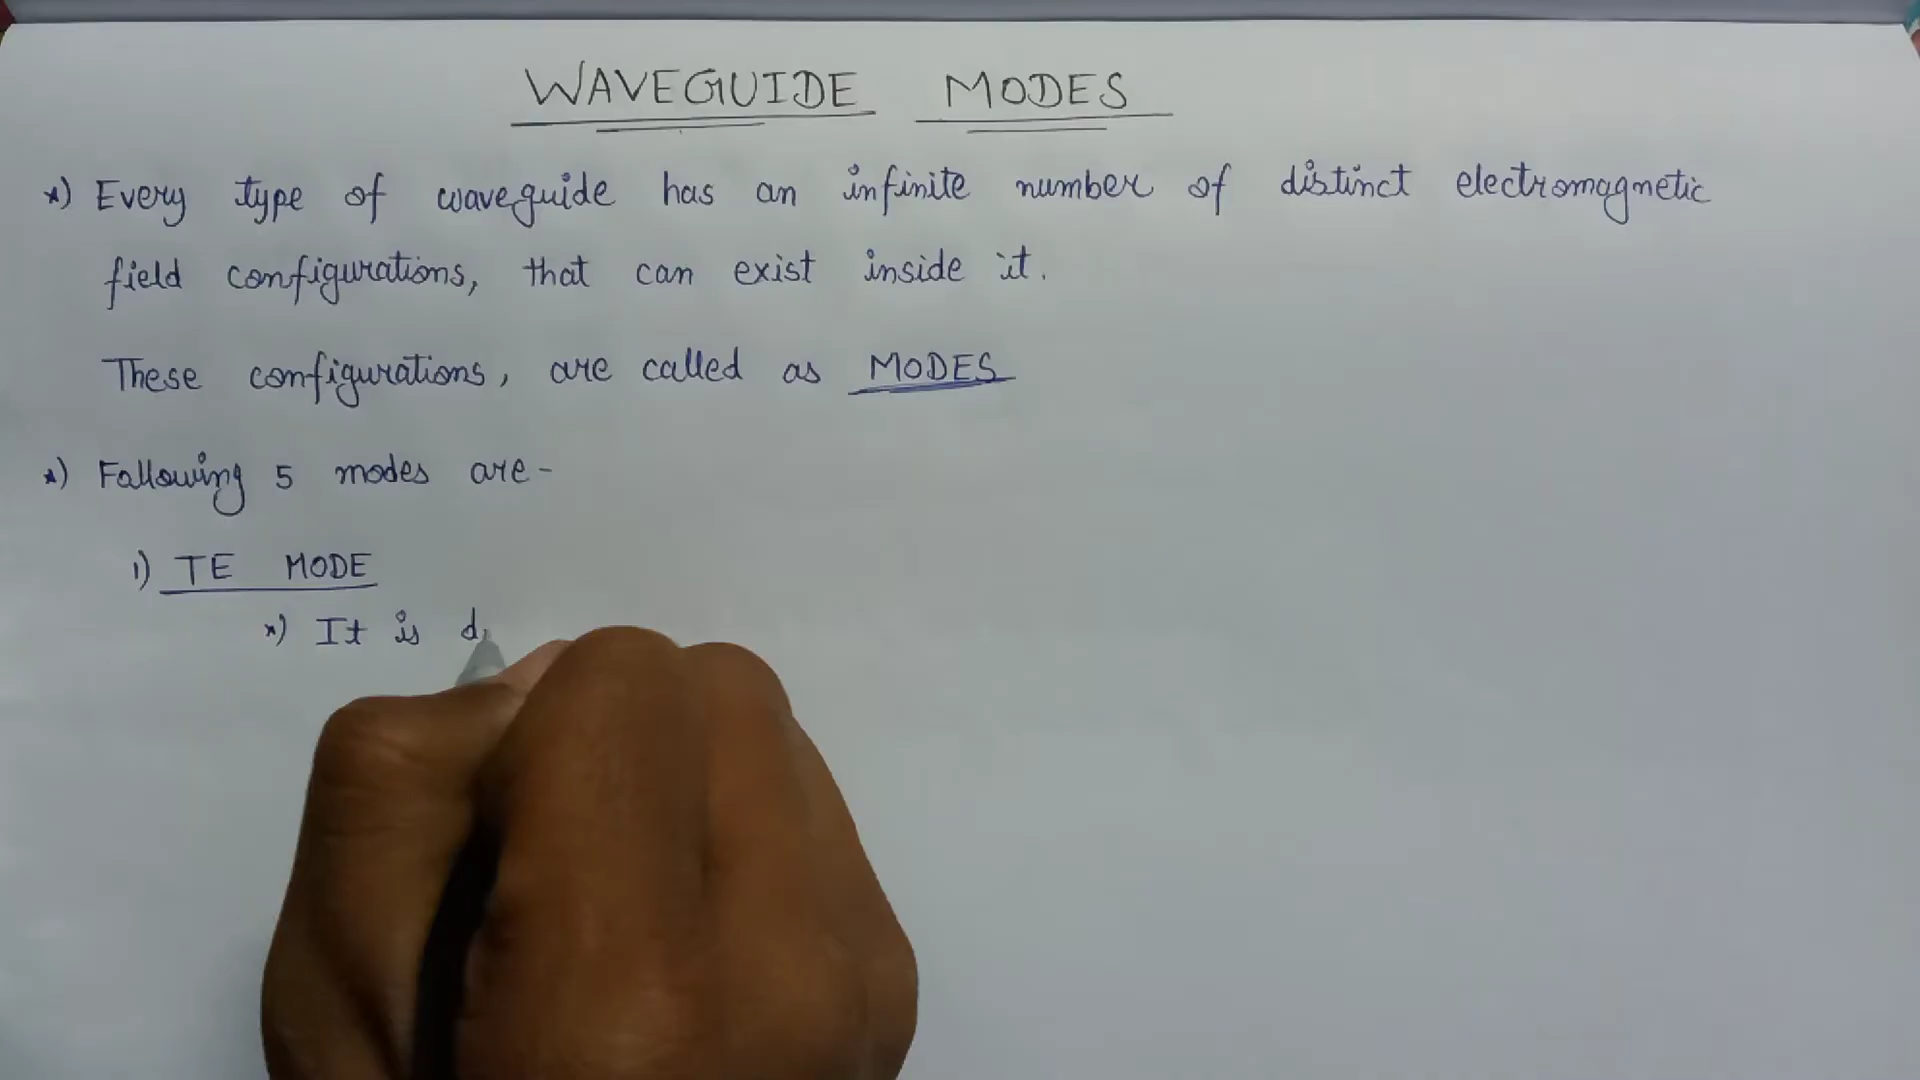 WAVEGUIDE MODES
*) Every type of waveguide has an infinite number of distinct electromagnetic
field configurations, that can exist inside it.
These configurations, are called as MODES
*) Following 5 modes are-
1) TE MODE
*) It is